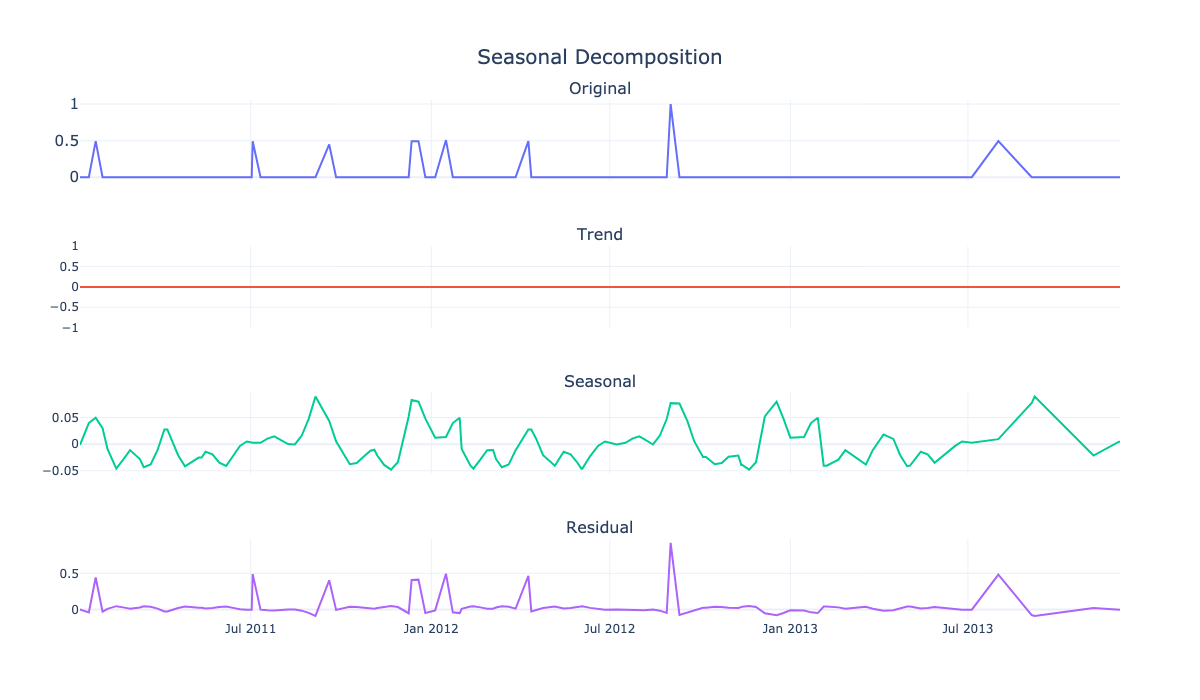 Seasonal Decomposition
Original
1
0.5
0
Trend
1
0.5
0
−0.5
−1
Seasonal
0.05
0
−0.05
Residual
0.5
0
Jul 2011 Jan 2012 Jul 2012 Jan 2013 Jul 2013